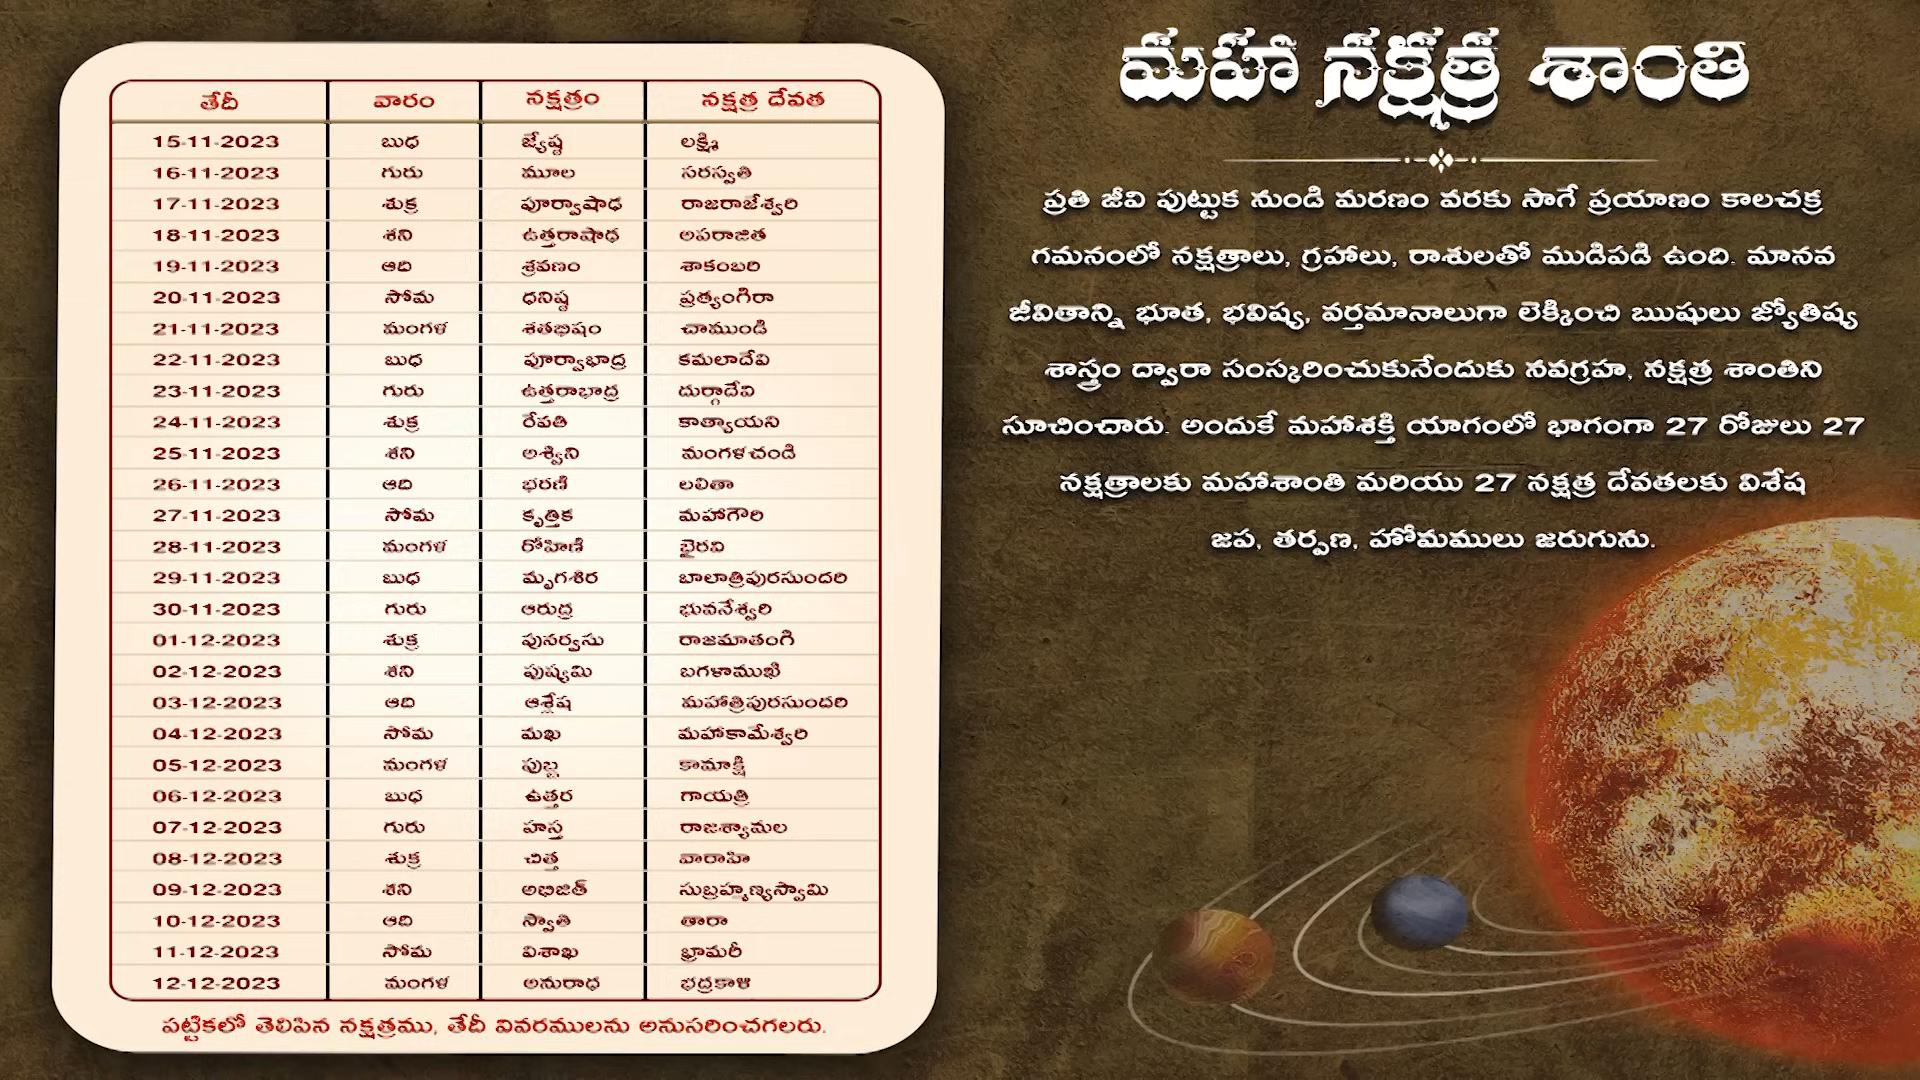 తేదీ వారం నక్షత్రం నక్షత్ర దేవత
15-11-2023 బుధ జ్యేష్ఠ లక్ష్మి
16-11-2023 గురు మూల సరస్వతి
17-11-2023 శుక్ర పూర్వాషాఢ రాజరాజేశ్వరి
18-11-2023 శని ఉత్తరాషాఢ అపరాజిత
19-11-2023 ఆది శ్రవణం శాకంబరి
20-11-2023 సోమ ధనిష్ఠ ప్రత్యంగిరా
21-11-2023 మంగళ శతభిషం చాముండి
22-11-2023 బుధ పూర్వాభాద్ర కమలాదేవి
23-11-2023 గురు ఉత్తరాభాద్ర దుర్గాదేవి
24-11-2023 శుక్ర రేవతి కాత్యాయని
25-11-2023 శని అశ్విని మంగళచండి
26-11-2023 ఆది భరణి లలితా
27-11-2023 సోమ కృత్తిక మహాగౌరి
28-11-2023 మంగళ రోహిణి భైరవి
29-11-2023 బుధ మృగశిర బాలాత్రిపురసుందరి
30-11-2023 గురు ఆరుద్ర భువనేశ్వరి
01-12-2023 శుక్ర పునర్వసు రాజమాతంగి
02-12-2023 శని పుష్యమి బగళాముఖి
03-12-2023 ఆది ఆశ్లేష మహాత్రిపురసుందరి
04-12-2023 సోమ మఖ మహాకామేశ్వరి
05-12-2023 మంగళ పుబ్బ కామాక్షి
06-12-2023 బుధ ఉత్తర గాయత్రి
07-12-2023 గురు హస్త రాజశ్యామల
08-12-2023 శుక్ర చిత్త వారాహి
09-12-2023 శని అభిజిత్ సుబ్రహ్మణ్యస్వామి
10-12-2023 ఆది స్వాతి తారా
11-12-2023 సోమ విశాఖ భ్రామరీ
12-12-2023 మంగళ అనురాధ భద్రకాళి
పట్టికలో తెలిపిన నక్షత్రము, తేదీ వివరములను అనుసరించగలరు.
మహా నక్షత్ర శాంతి
ప్రతి జీవి పుట్టుక నుండి మరణం వరకు సాగే ప్రయాణం కాలచక్ర
గమనంలో నక్షత్రాలు, గ్రహాలు, రాశులతో ముడిపడి ఉంది. మానవ
జీవితాన్ని భూత, భవిష్య, వర్తమానాలుగా లెక్కించి ఋషులు జ్యోతిష్య
శాస్త్రం ద్వారా సంస్కరించుకునేందుకు నవగ్రహ, నక్షత్ర శాంతిని
సూచించారు. అందుకే మహాశక్తి యాగంలో భాగంగా 27 రోజులు 27
నక్షత్రాలకు మహాశాంతి మరియు 27 నక్షత్ర దేవతలకు విశేష
జప, తర్పణ, హోమములు జరుగును.